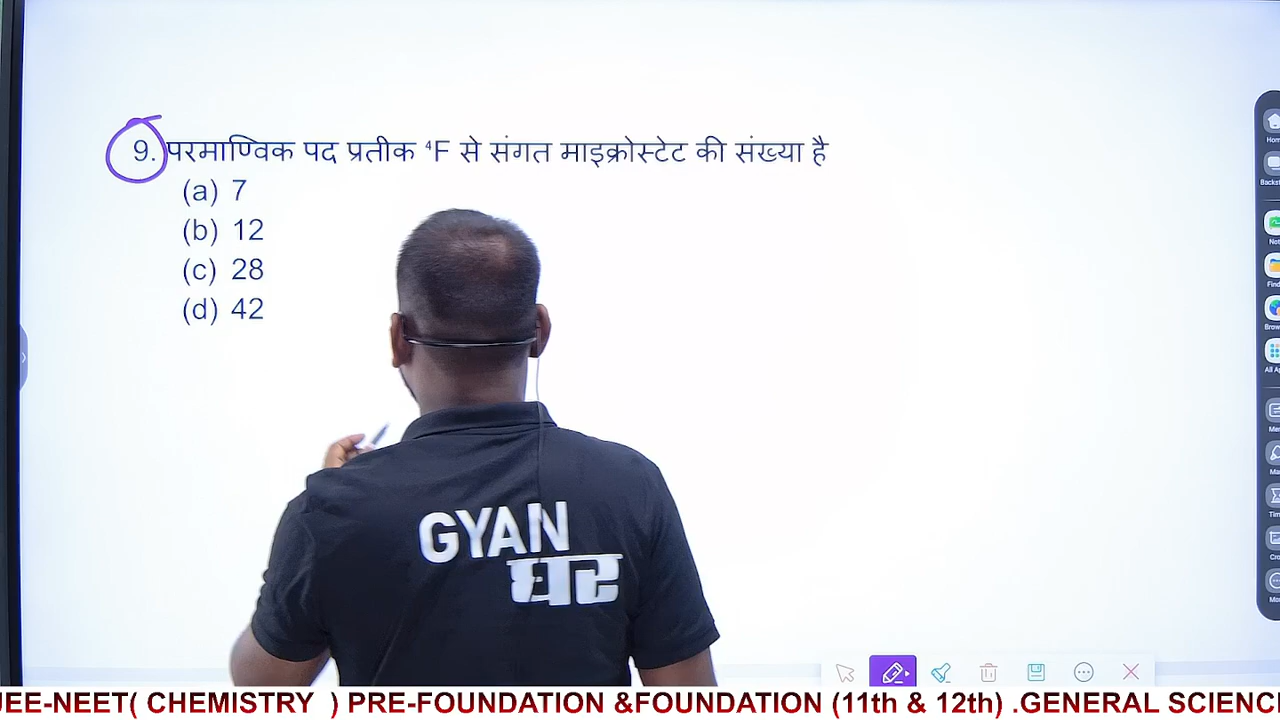 9. परमाण्विक पद प्रतीक ⁴F से संगत माइक्रोस्टेट की संख्या है
(a) 7
(b) 12
(c) 28
(d) 42
GYAN
घर
JEE-NEET( CHEMISTRY ) PRE-FOUNDATION &FOUNDATION (11th & 12th) .GENERAL SCIENC